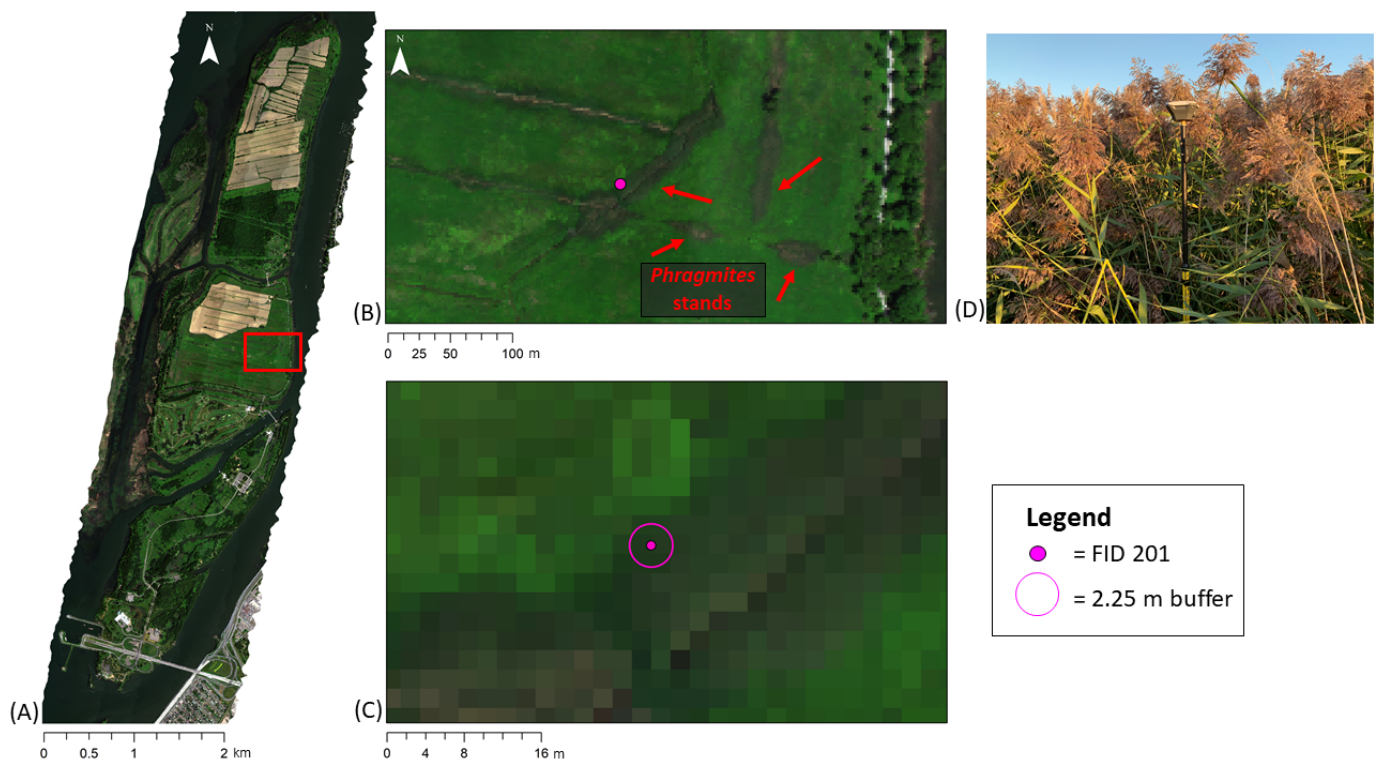 N
(A)
0 0.5 1 2 km
N
Phragmites
stands
(B)
0 25 50 100 m
(C)
0 4 8 16 m
(D)
Legend
= FID 201
= 2.25 m buffer